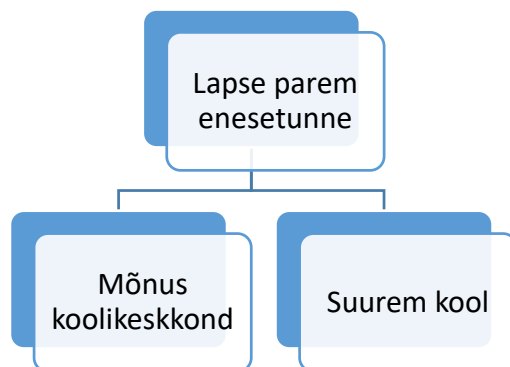 Lapse parem
enesetunne
Mõnus
koolikeskkond
Suurem kool